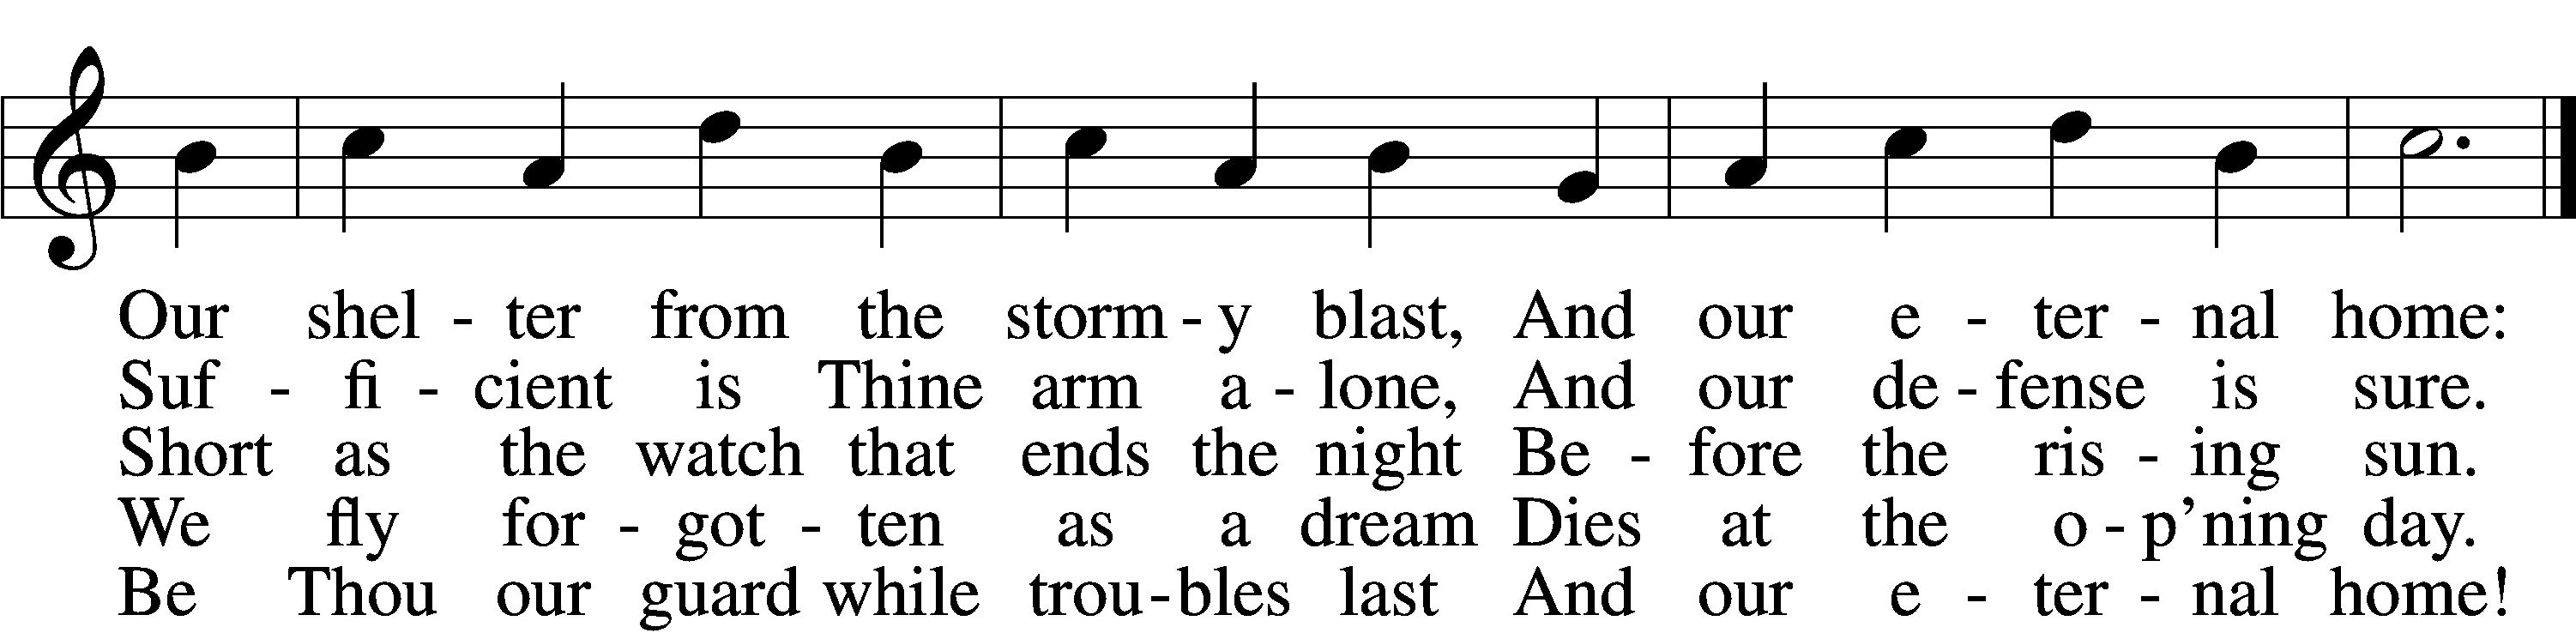 Our shel - ter from the storm - y blast, And our e - ter - nal home:
Suf - fi - cient is Thine arm a - lone, And our de - fense is sure.
Short as the watch that ends the night Be - fore the ris - ing sun.
We fly for - got - ten as a dream Dies at the o - p’ning day.
Be Thou our guard while trou - bles last And our e - ter - nal home!